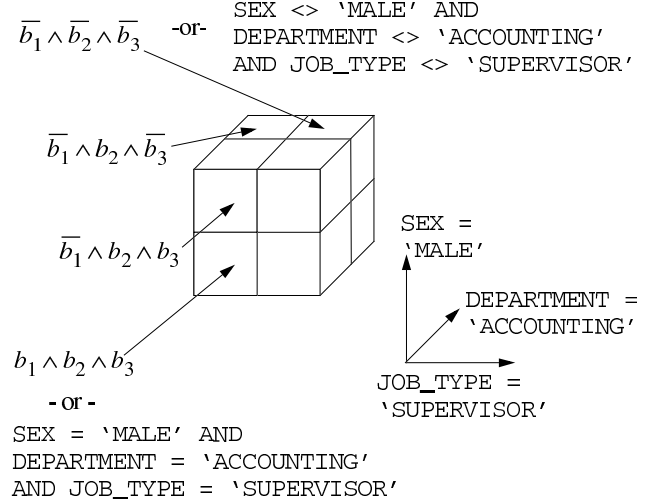 b̅₁ ∧ b̅₂ ∧ b̅₃
-or-
SEX <> ‘MALE’ AND
DEPARTMENT <> ‘ACCOUNTING’
AND JOB_TYPE <> ‘SUPERVISOR’
b̅₁ ∧ b₂ ∧ b̅₃
b̅₁ ∧ b₂ ∧ b₃
b₁ ∧ b₂ ∧ b₃
- or -
SEX = ‘MALE’ AND
DEPARTMENT = ‘ACCOUNTING’
AND JOB_TYPE = ‘SUPERVISOR’
SEX =
‘MALE’
DEPARTMENT =
‘ACCOUNTING’
JOB_TYPE =
‘SUPERVISOR’